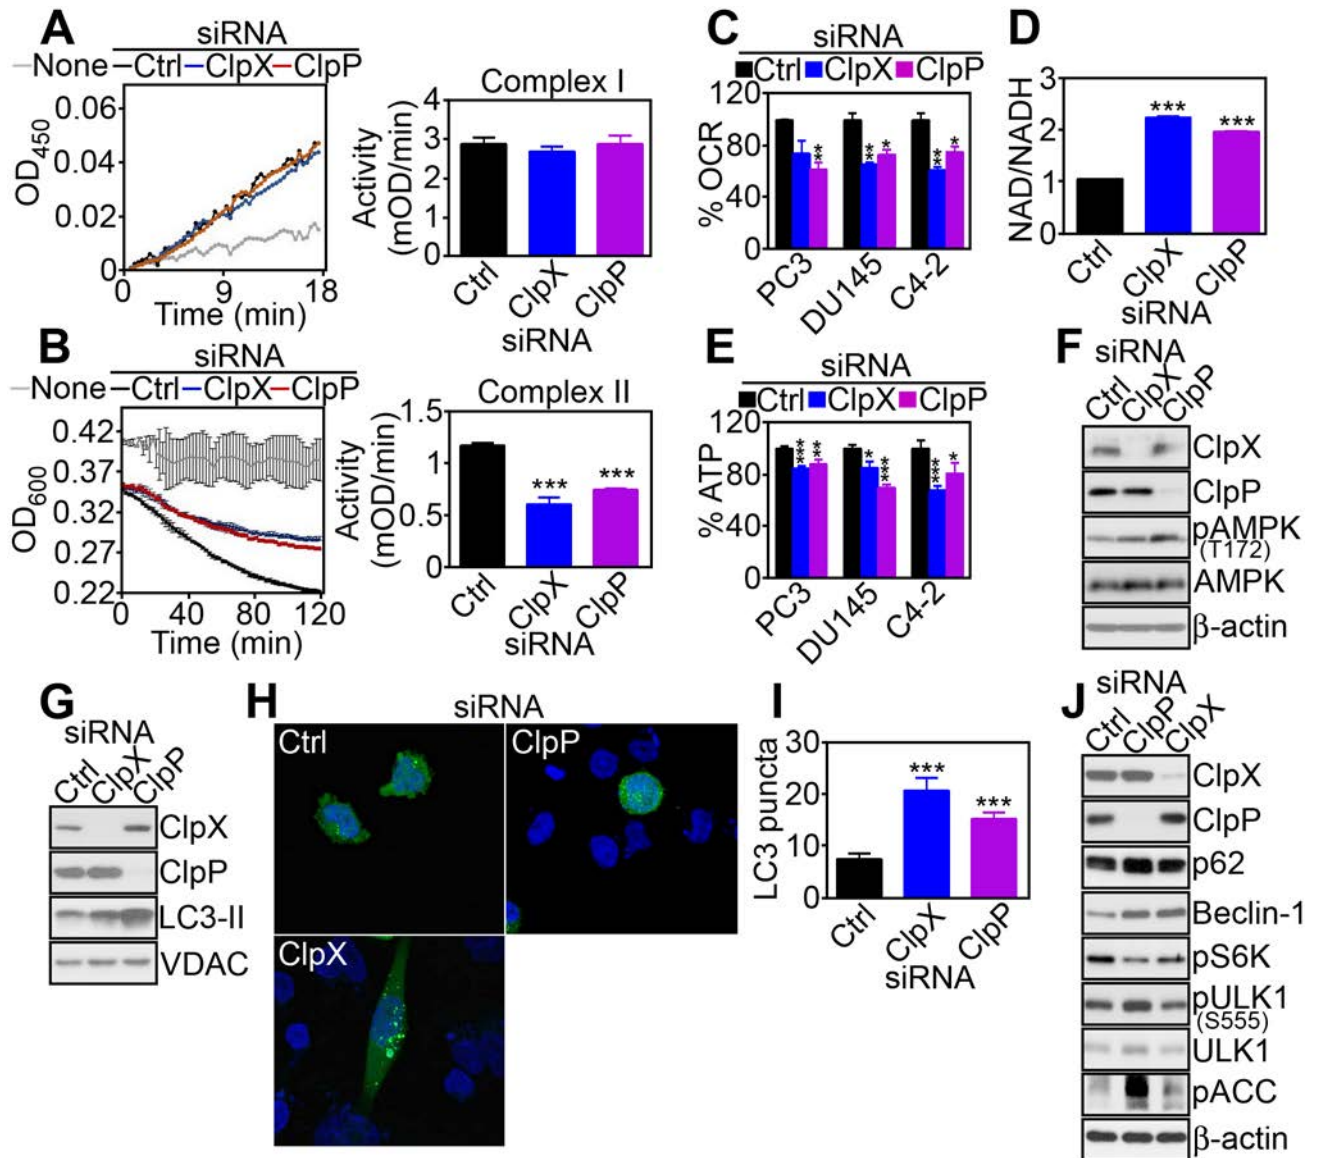 A
siRNA
None Ctrl ClpX ClpP
OD450
0.06
0.04
0.02
0
0 9 18
Time (min)
Complex I
Activity
(mOD/min)
4
3
2
1
0
Ctrl ClpX ClpP
siRNA
C
siRNA
Ctrl ClpX ClpP
% OCR
120
80
40
0
** ** * ** *
PC3 DU145 C4-2
D
NAD/NADH
3
2
1
0
*** ***
Ctrl ClpX ClpP
siRNA
B
siRNA
None Ctrl ClpX ClpP
OD600
0.42
0.37
0.32
0.27
0.22
0 40 80 120
Time (min)
Complex II
Activity
(mOD/min)
1.5
1
0.5
0
*** ***
Ctrl ClpX ClpP
siRNA
E
siRNA
Ctrl ClpX ClpP
% ATP
120
80
40
0
*** ** * *** *** *
PC3 DU145 C4-2
F
siRNA
Ctrl ClpX ClpP
ClpX
ClpP
pAMPK
(T172)
AMPK
β-actin
G
siRNA
Ctrl ClpX ClpP
ClpX
ClpP
LC3-II
VDAC
H
siRNA
Ctrl
ClpP
ClpX
I
LC3 puncta
30
20
10
0
*** ***
Ctrl ClpX ClpP
siRNA
J
siRNA
Ctrl ClpP ClpX
ClpX
ClpP
p62
Beclin-1
pS6K
pULK1
(S555)
ULK1
pACC
β-actin